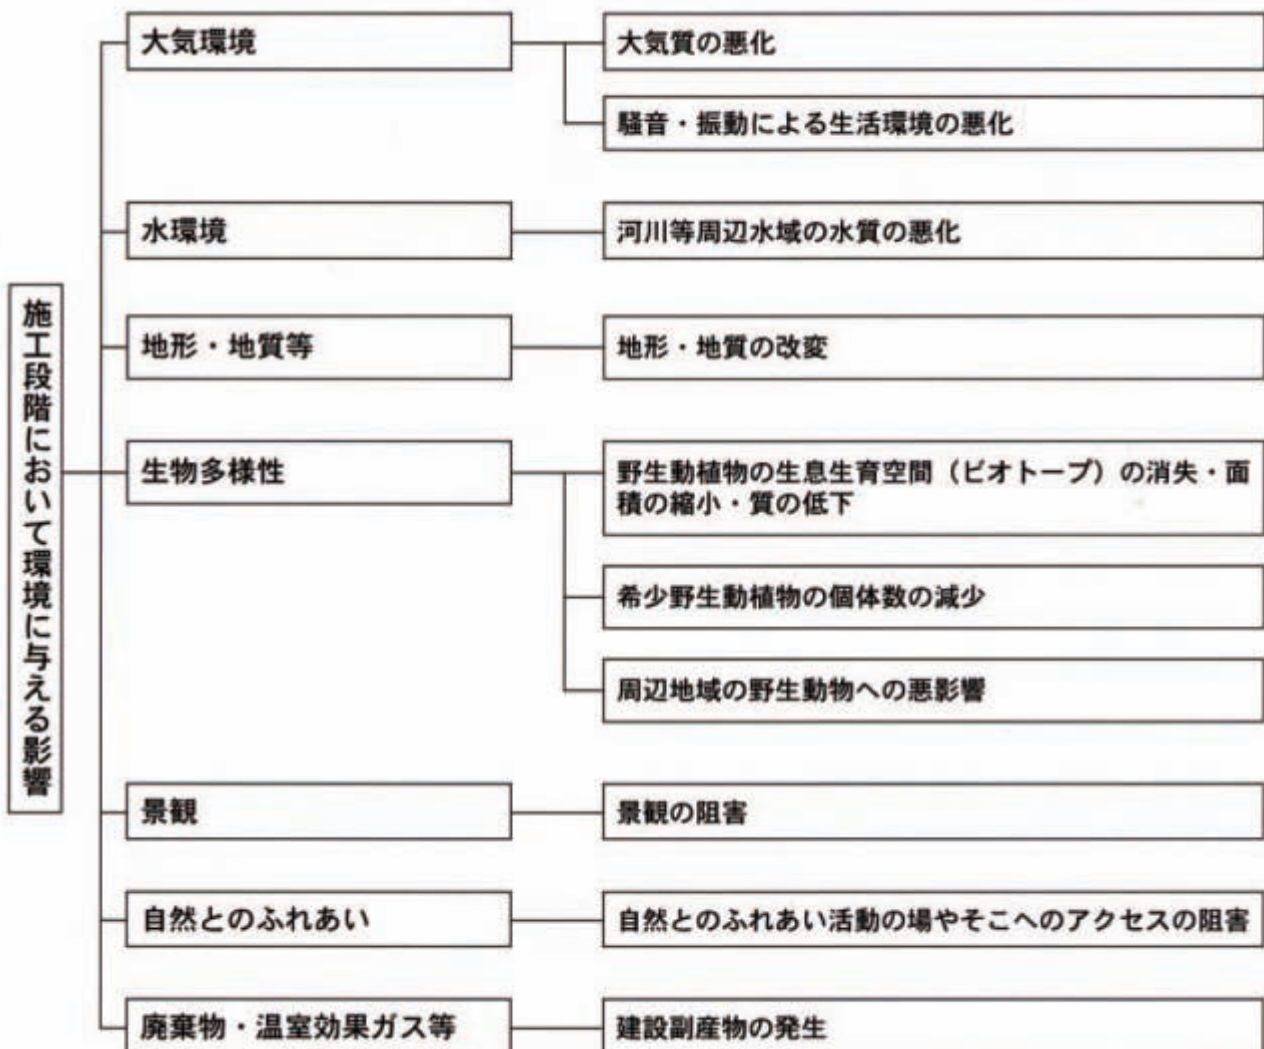 施工段階において環境に与える影響
大気環境
大気質の悪化
騒音・振動による生活環境の悪化
水環境
河川等周辺水域の水質の悪化
地形・地質等
地形・地質の改変
生物多様性
野生動植物の生息生育空間（ビオトープ）の消失・面
積の縮小・質の低下
希少野生動植物の個体数の減少
周辺地域の野生動物への悪影響
景観
景観の阻害
自然とのふれあい
自然とのふれあい活動の場やそこへのアクセスの阻害
廃棄物・温室効果ガス等
建設副産物の発生